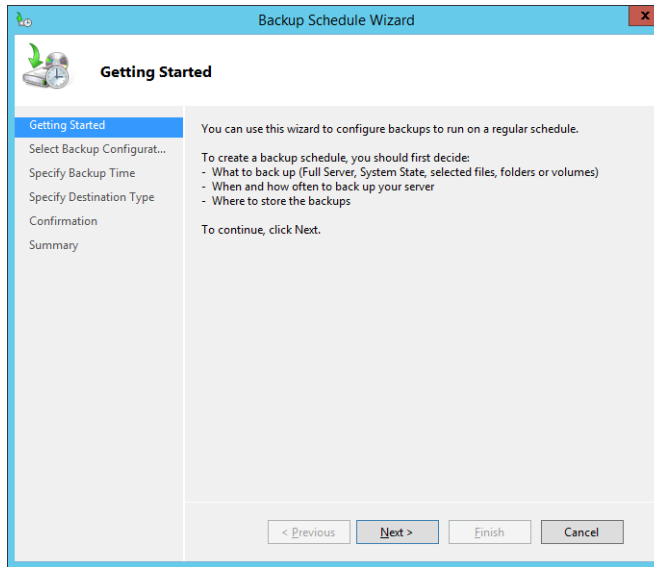 Backup Schedule Wizard
x
Getting Started
Getting Started
Select Backup Configurat...
Specify Backup Time
Specify Destination Type
Confirmation
Summary
You can use this wizard to configure backups to run on a regular schedule.
To create a backup schedule, you should first decide:
- What to back up (Full Server, System State, selected files, folders or volumes)
- When and how often to back up your server
- Where to store the backups
To continue, click Next.
< Previous
Next >
Finish
Cancel